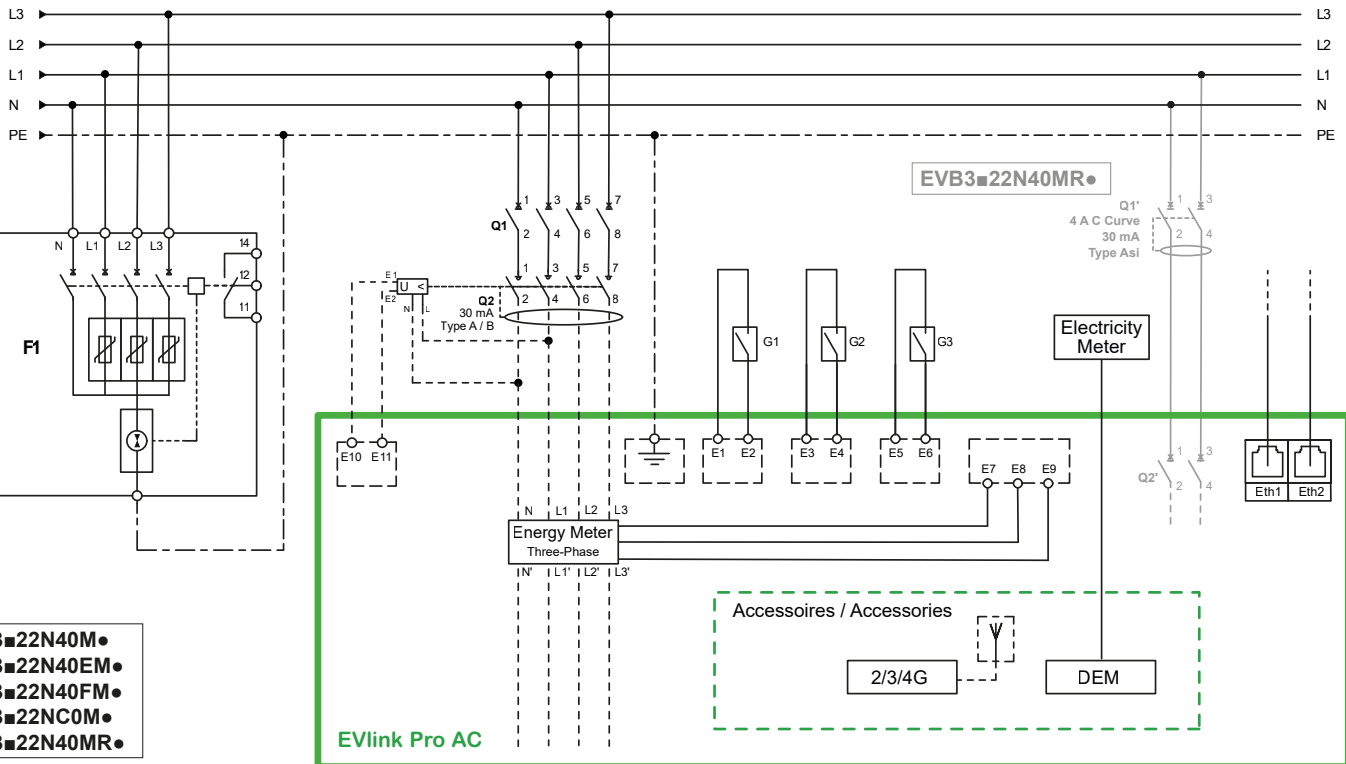 L3 L3
L2 L2
L1 L1
N N
PE PE
EVB3■22N40MR●
1 3 5 7
Q1
2 4 6 8
Q1' 1 3
4 A C Curve
30 mA 2 4
Type Asi
N L1 L2 L3 14
12
11
F1
E1
E2
U <
N L
1 3 5 7
Q2 2 4 6 8
30 mA
Type A / B
G1 G2 G3
Electricity
Meter
E10 E11
E1 E2 E3 E4 E5 E6
E7 E8 E9
1 3
Q2' 2 4
Eth1 Eth2
N L1 L2 L3
Energy Meter
Three-Phase
N' L1' L2' L3'
Accessoires / Accessories
2/3/4G DEM
EVlink Pro AC
■22N40M●
■22N40EM●
■22N40FM●
■22NC0M●
■22N40MR●